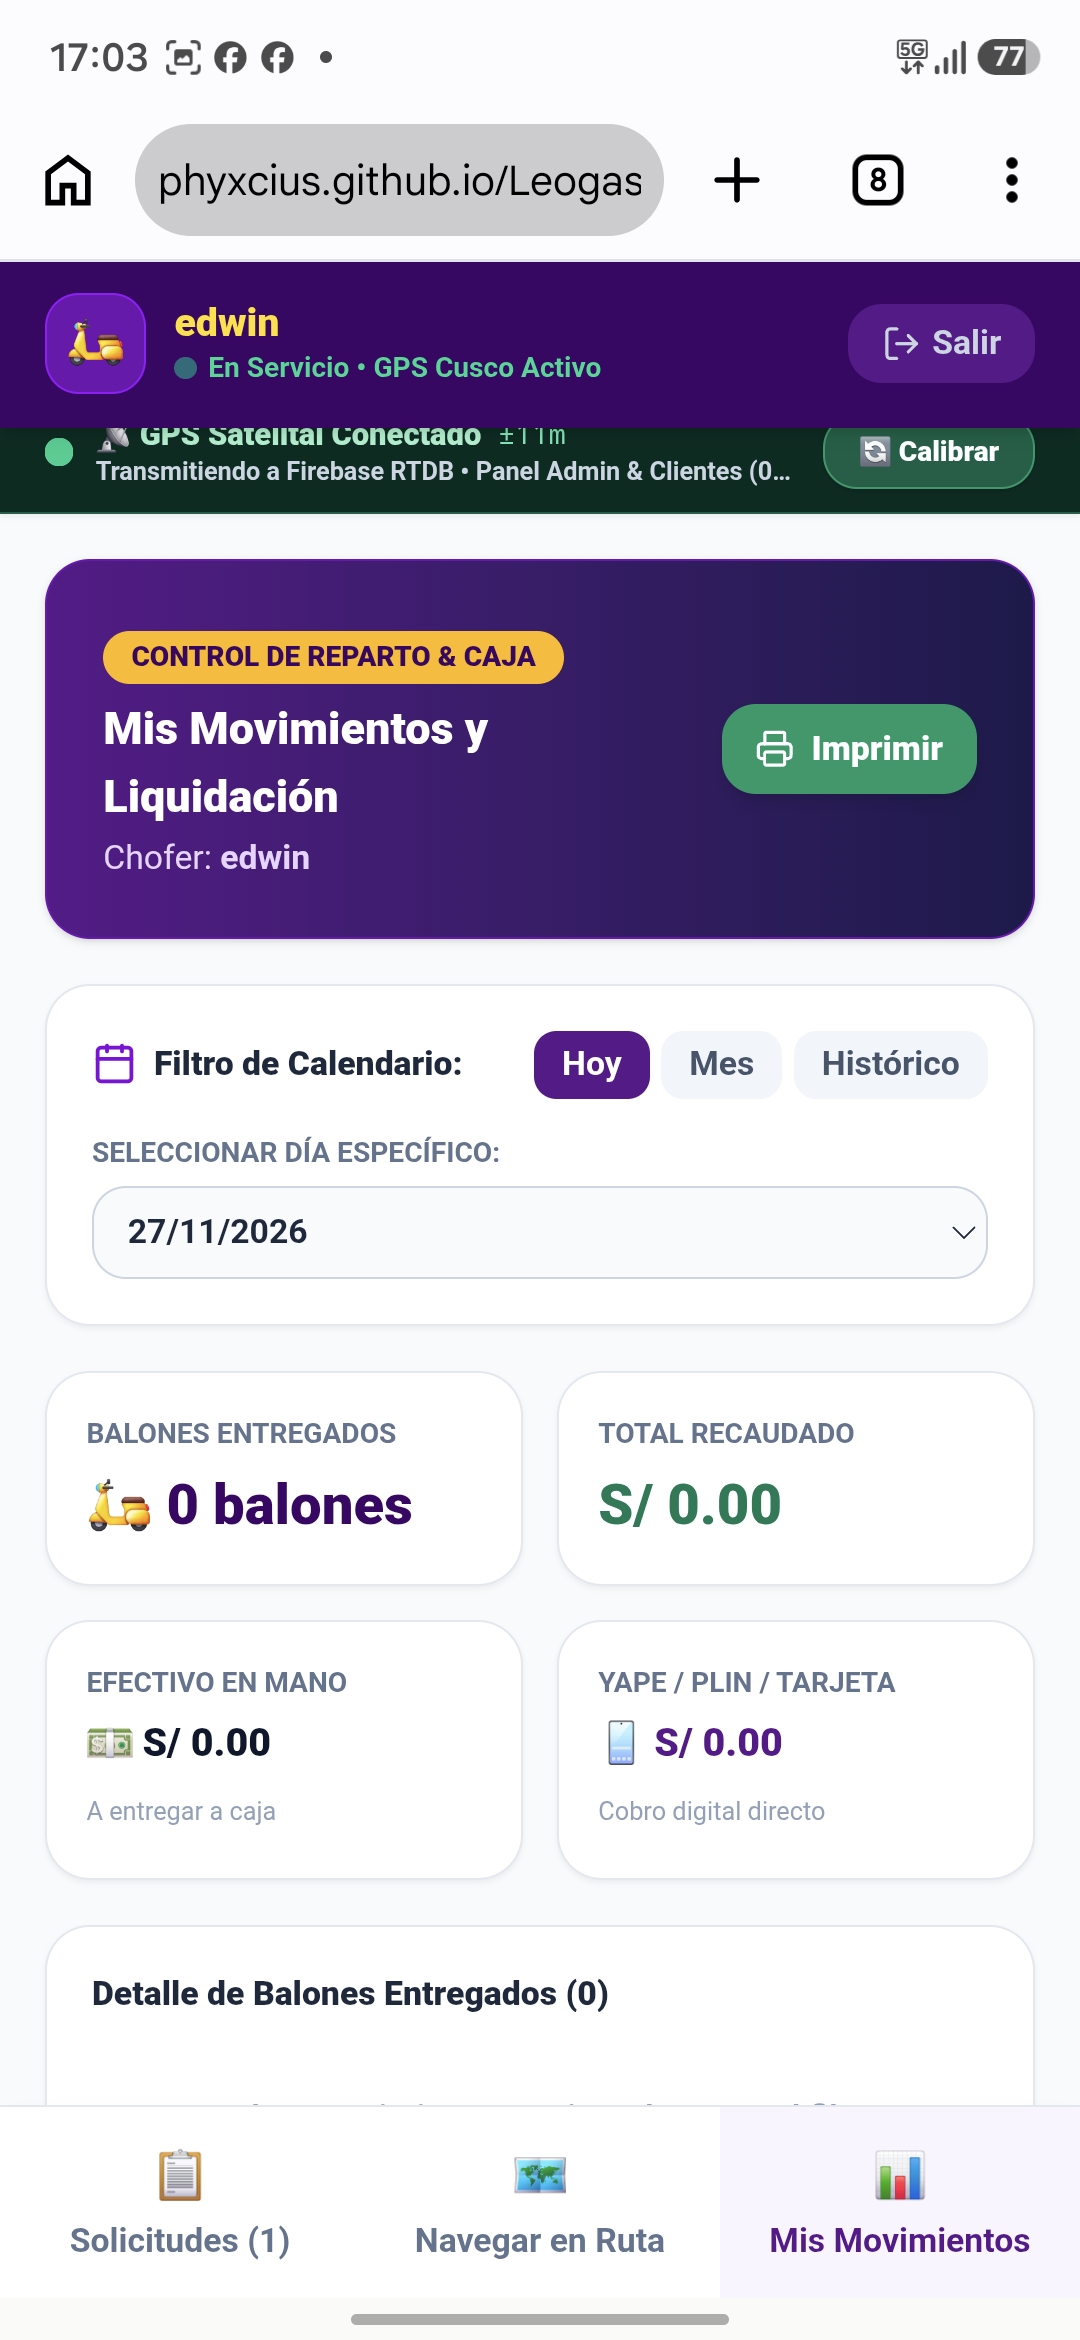 17:03
5G
77
phyxcius.github.io/Leogas
8
edwin
En Servicio • GPS Cusco Activo
Salir
GPS Satelital Conectado ±11m
Transmitiendo a Firebase RTDB • Panel Admin & Clientes (0…
Calibrar
CONTROL DE REPARTO & CAJA
Mis Movimientos y
Liquidación
Chofer: edwin
Imprimir
Filtro de Calendario:
Hoy
Mes
Histórico
SELECCIONAR DÍA ESPECÍFICO:
27/11/2026
BALONES ENTREGADOS
0 balones
TOTAL RECAUDADO
S/ 0.00
EFECTIVO EN MANO
S/ 0.00
A entregar a caja
YAPE / PLIN / TARJETA
S/ 0.00
Cobro digital directo
Detalle de Balones Entregados (0)
Solicitudes (1)
Navegar en Ruta
Mis Movimientos